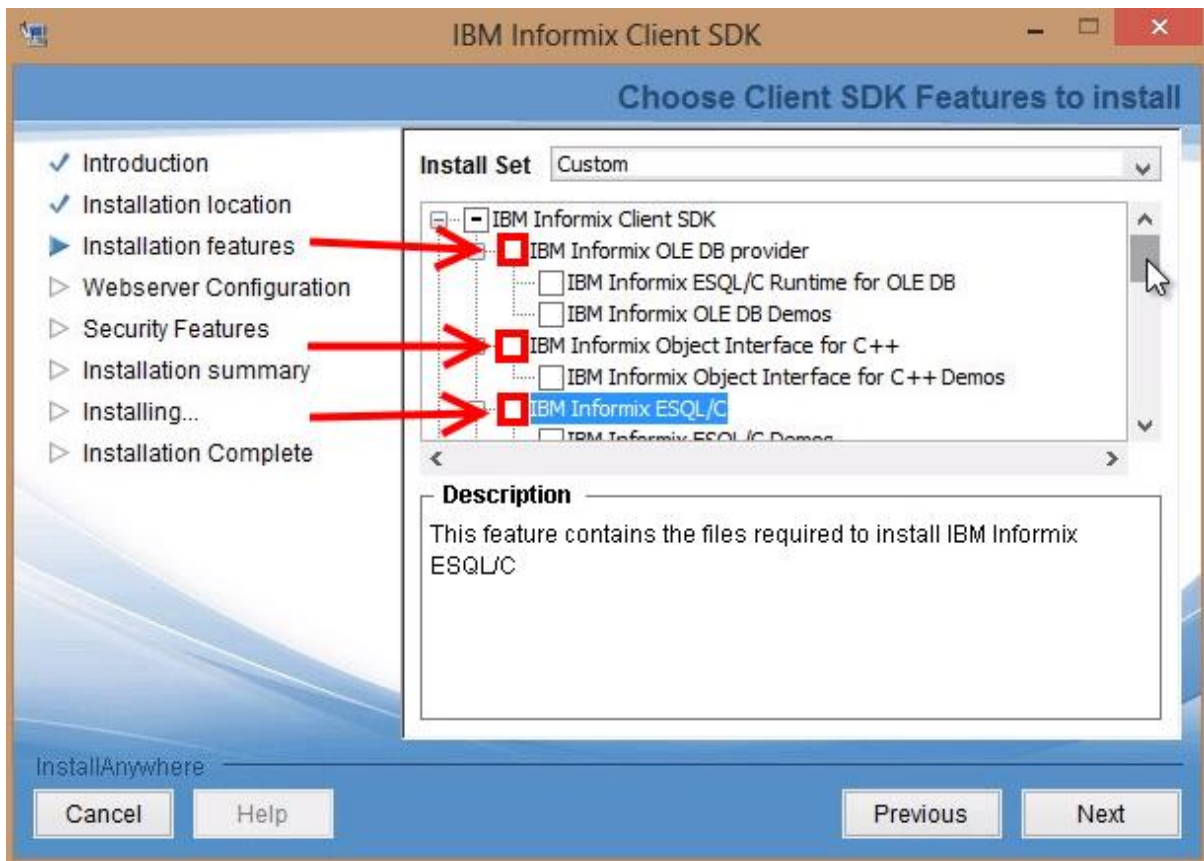 IBM Informix Client SDK
Choose Client SDK Features to install
Introduction
Installation location
Installation features
Webserver Configuration
Security Features
Installation summary
Installing...
Installation Complete
Install Set Custom
IBM Informix Client SDK
IBM Informix OLE DB provider
IBM Informix ESQL/C Runtime for OLE DB
IBM Informix OLE DB Demos
IBM Informix Object Interface for C++
IBM Informix Object Interface for C++ Demos
IBM Informix ESQL/C
IBM Informix ESQL/C Demos
Description
This feature contains the files required to install IBM Informix
ESQL/C
InstallAnywhere
Cancel Help Previous Next